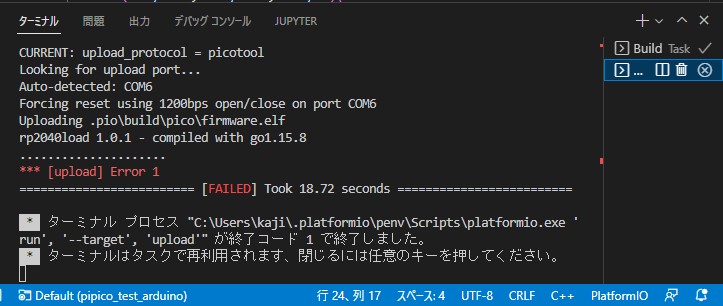 ターミナル 問題 出力 デバッグ コンソール JUPYTER
CURRENT: upload_protocol = picotool
Looking for upload port...
Auto-detected: COM6
Forcing reset using 1200bps open/close on port COM6
Uploading .pio\build\pico\firmware.elf
rp2040load 1.0.1 - compiled with go1.15.8
.....................
*** [upload] Error 1
========================= [FAILED] Took 18.72 seconds =========================
* ターミナル プロセス "C:\Users\kaji\.platformio\penv\Scripts\platformio.exe '
run', '--target', 'upload'" が終了コード 1 で終了しました。
* ターミナルはタスクで再利用されます、閉じるには任意のキーを押してください。
Build Task
...
Default (pipico_test_arduino) 行 24、列 17 スペース: 4 UTF-8 CRLF C++ PlatformIO